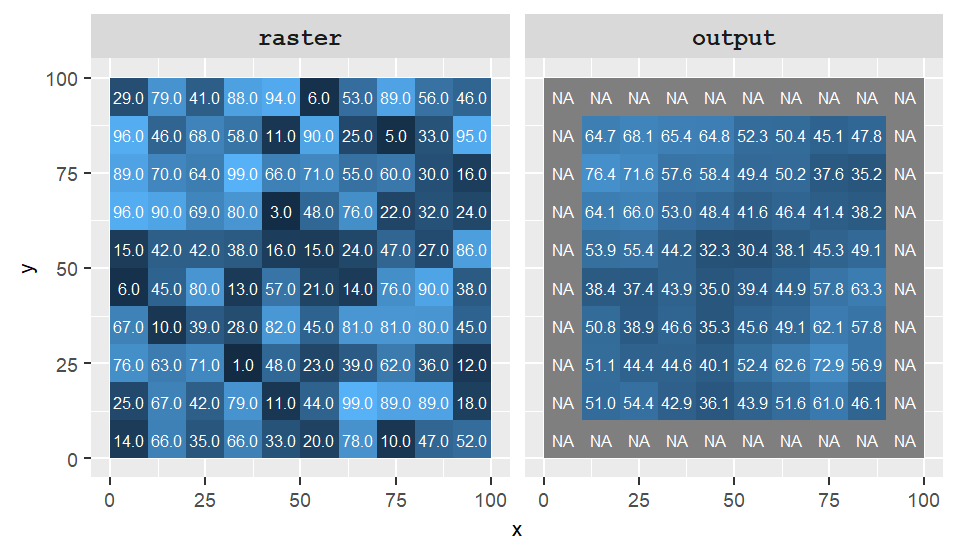 raster output
100 29.0 79.0 41.0 88.0 94.0 6.0 53.0 89.0 56.0 46.0 NA NA NA NA NA NA NA NA NA NA
96.0 46.0 68.0 58.0 11.0 90.0 25.0 5.0 33.0 95.0 NA 64.7 68.1 65.4 64.8 52.3 50.4 45.1 47.8 NA
75 89.0 70.0 64.0 99.0 66.0 71.0 55.0 60.0 30.0 16.0 NA 76.4 71.6 57.6 58.4 49.4 50.2 37.6 35.2 NA
96.0 90.0 69.0 80.0 3.0 48.0 76.0 22.0 32.0 24.0 NA 64.1 66.0 53.0 48.4 41.6 46.4 41.4 38.2 NA
15.0 42.0 42.0 38.0 16.0 15.0 24.0 47.0 27.0 86.0 NA 53.9 55.4 44.2 32.3 30.4 38.1 45.3 49.1 NA
y 50 6.0 45.0 80.0 13.0 57.0 21.0 14.0 76.0 90.0 38.0 NA 38.4 37.4 43.9 35.0 39.4 44.9 57.8 63.3 NA
67.0 10.0 39.0 28.0 82.0 45.0 81.0 81.0 80.0 45.0 NA 50.8 38.9 46.6 35.3 45.6 49.1 62.1 57.8 NA
25 76.0 63.0 71.0 1.0 48.0 23.0 39.0 62.0 36.0 12.0 NA 51.1 44.4 44.6 40.1 52.4 62.6 72.9 56.9 NA
25.0 67.0 42.0 79.0 11.0 44.0 99.0 89.0 89.0 18.0 NA 51.0 54.4 42.9 36.1 43.9 51.6 61.0 46.1 NA
0 14.0 66.0 35.0 66.0 33.0 20.0 78.0 10.0 47.0 52.0 NA NA NA NA NA NA NA NA NA NA
0 25 50 75 100 0 25 50 75 100
x